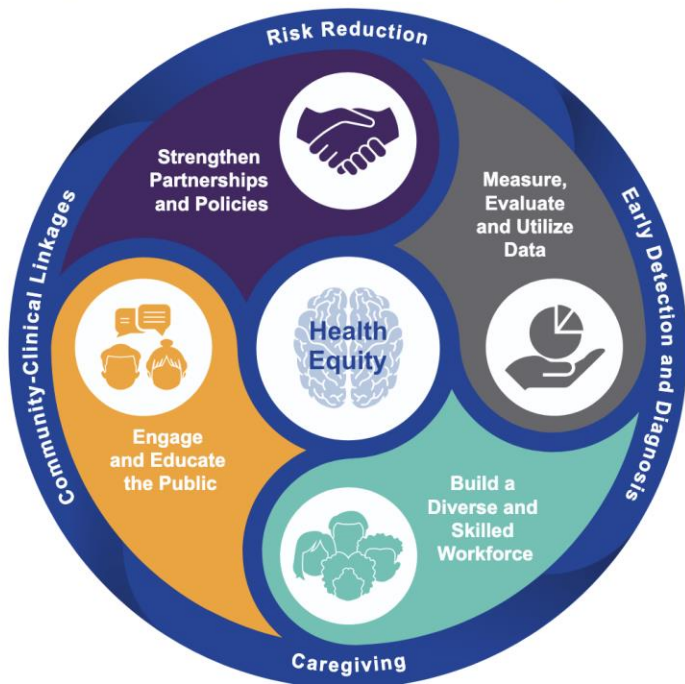 Risk Reduction
Strengthen
Partnerships
and Policies
Measure,
Evaluate
and Utilize
Data
Community-Clinical Linkages
Health
Equity
Early Detection and Diagnosis
Engage
and Educate
the Public
Build a
Diverse and
Skilled
Workforce
Caregiving